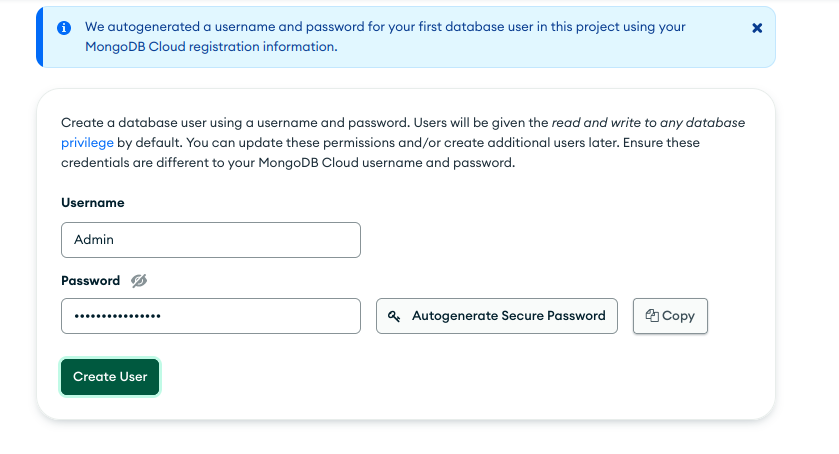 We autogenerated a username and password for your first database user in this project using your
MongoDB Cloud registration information.
Create a database user using a username and password. Users will be given the read and write to any database
privilege by default. You can update these permissions and/or create additional users later. Ensure these
credentials are different to your MongoDB Cloud username and password.
Username
Admin
Password
••••••••••••••••
Autogenerate Secure Password
Copy
Create User